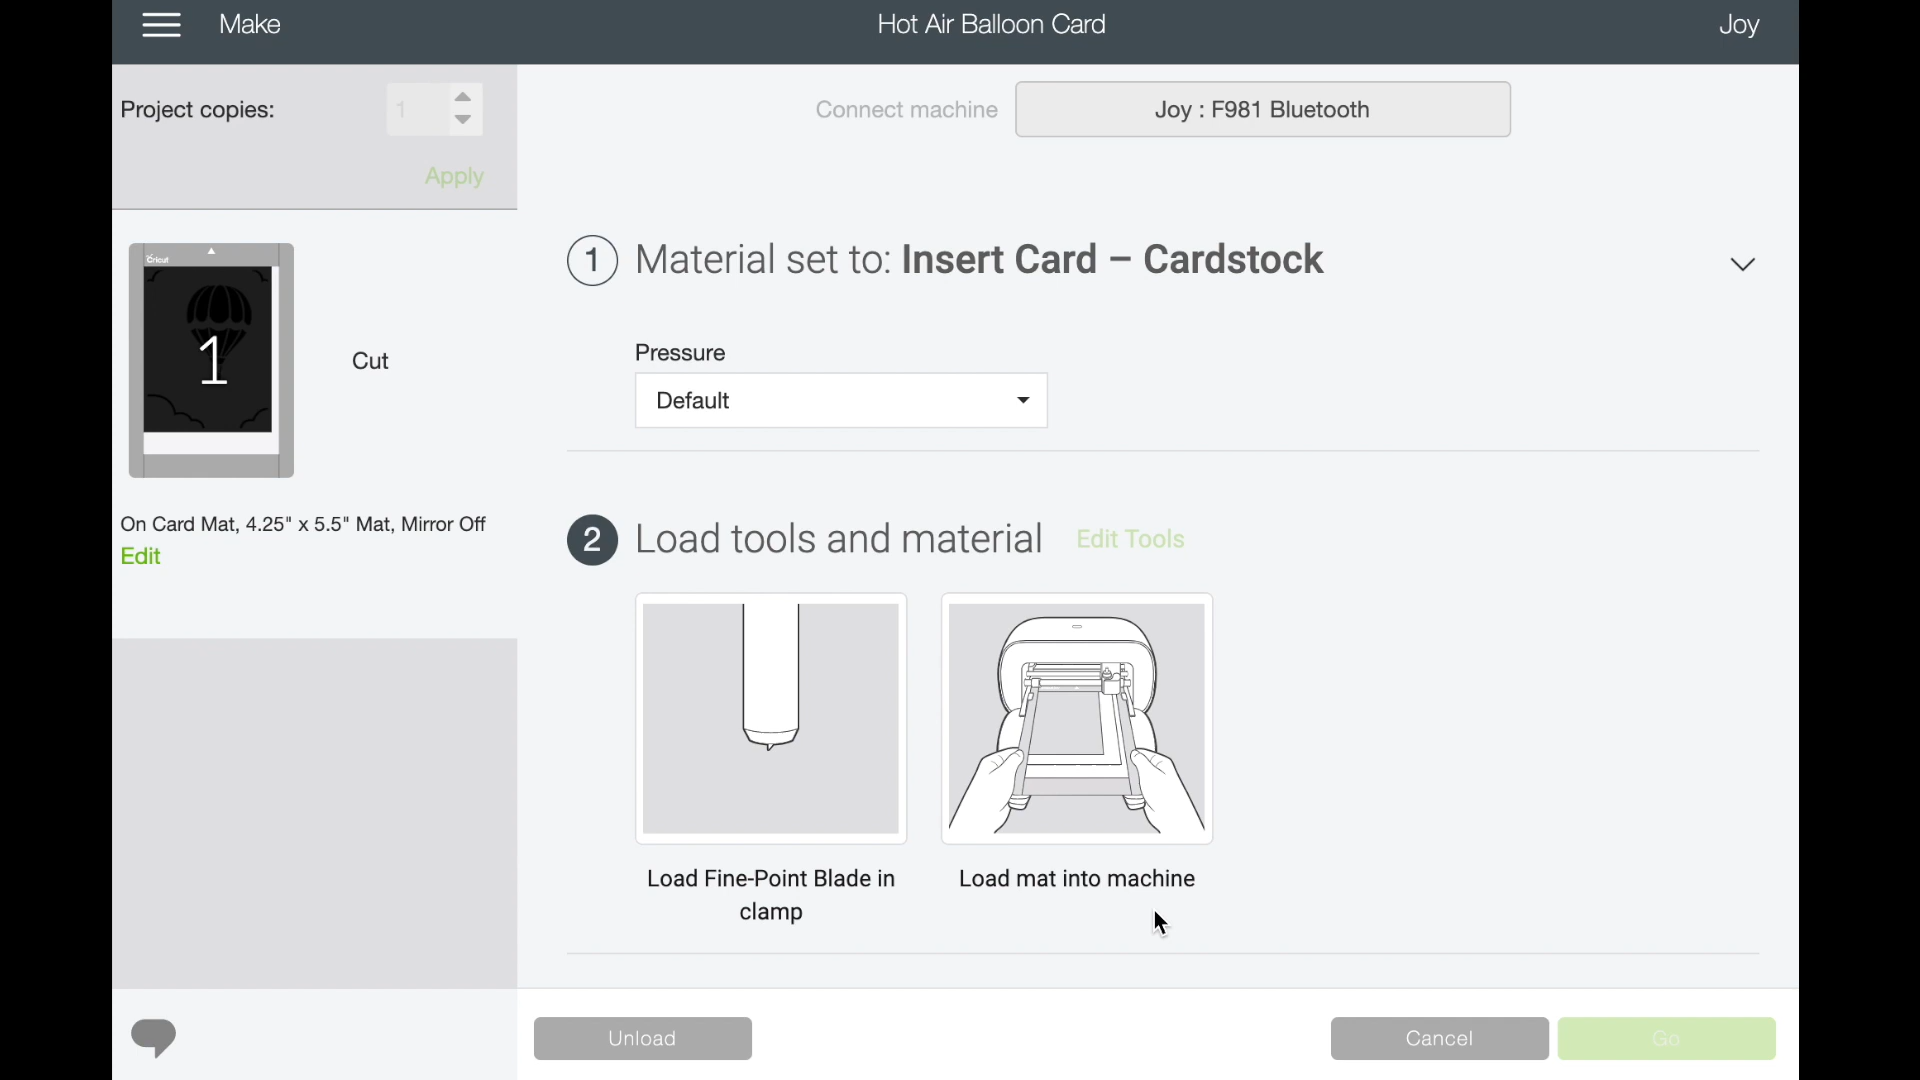 Make
Hot Air Balloon Card
Joy
Project copies:
1
Apply
Connect machine
Joy : F981 Bluetooth
Cricut
1
Cut
On Card Mat, 4.25" x 5.5" Mat, Mirror Off
Edit
1
Material set to: Insert Card – Cardstock
Pressure
Default
2
Load tools and material
Edit Tools
Load Fine-Point Blade in
clamp
Load mat into machine
Unload
Cancel
Go